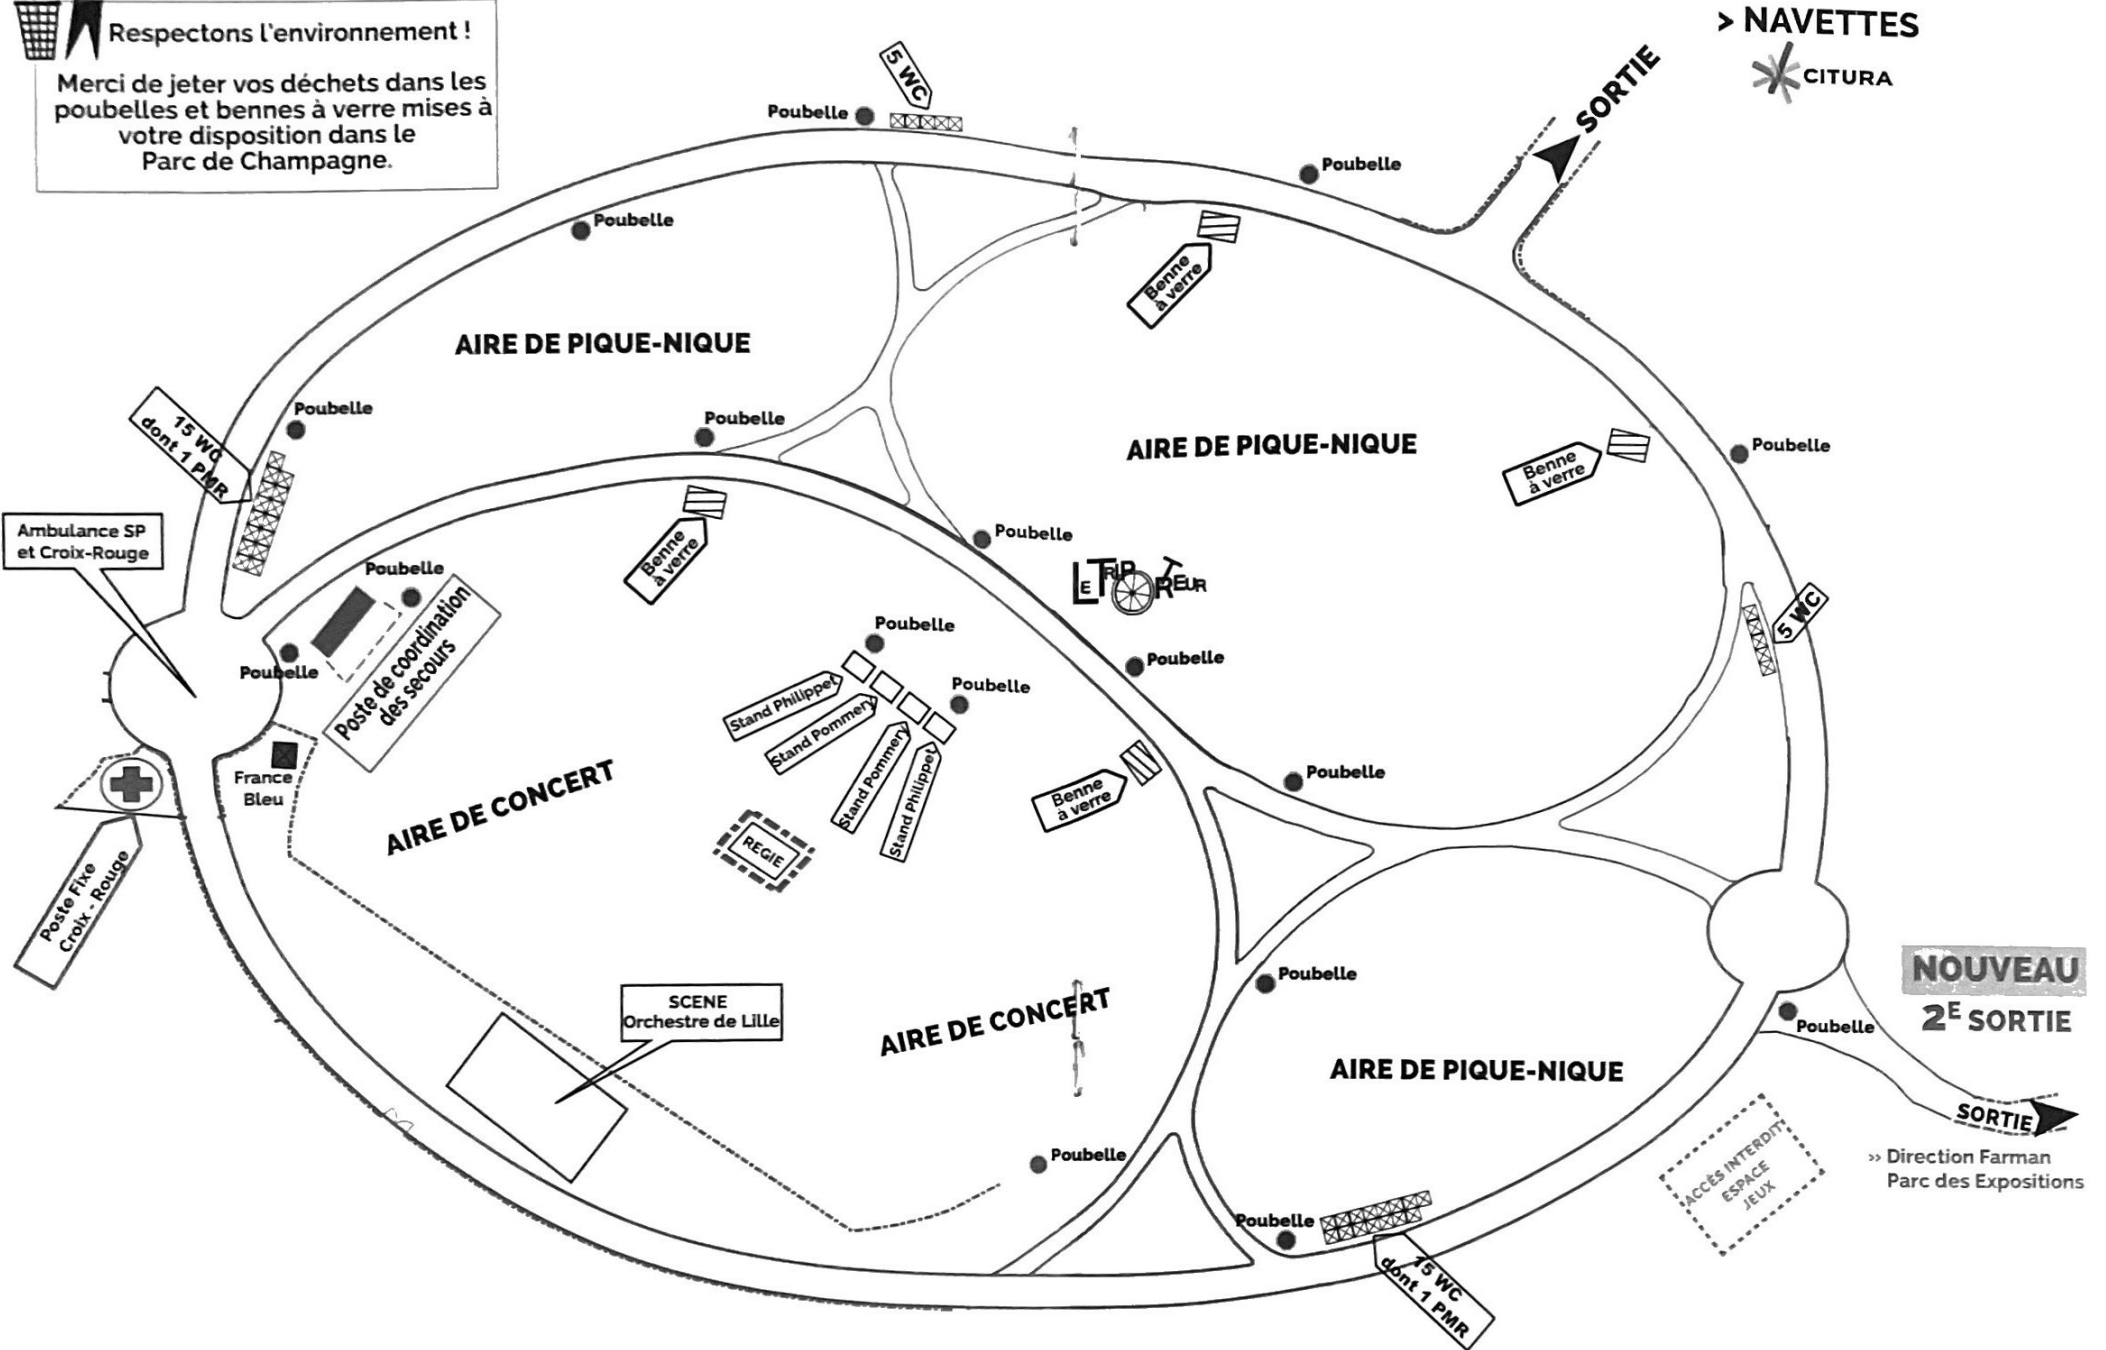 Respectons l'environnement !
Merci de jeter vos déchets dans les
poubelles et bennes à verre mises à
votre disposition dans le
Parc de Champagne.
> NAVETTES
CITURA
SORTIE
5 WC
Poubelle
Poubelle
Poubelle
Benne
à verre
AIRE DE PIQUE-NIQUE
15 WC
dont 1 PMR
Poubelle
Poubelle
AIRE DE PIQUE-NIQUE
Benne
à verre
Poubelle
Ambulance SP
et Croix-Rouge
Poubelle
Benne
à verre
Poubelle
LE TRIPORTEUR
5 WC
Poubelle
Poste de coordination
des secours
Poubelle
Poubelle
Poubelle
Stand Philippet
Stand Pommery
Stand Pommery
Stand Philippet
France
Bleu
AIRE DE CONCERT
REGIE
Benne
à verre
Poubelle
Poste Fixe
Croix - Rouge
SCENE
Orchestre de Lille
AIRE DE CONCERT
Poubelle
NOUVEAU
2E SORTIE
Poubelle
AIRE DE PIQUE-NIQUE
SORTIE
ACCÈS INTERDIT
ESPACE
JEUX
>> Direction Farman
Parc des Expositions
Poubelle
Poubelle
15 WC
dont 1 PMR